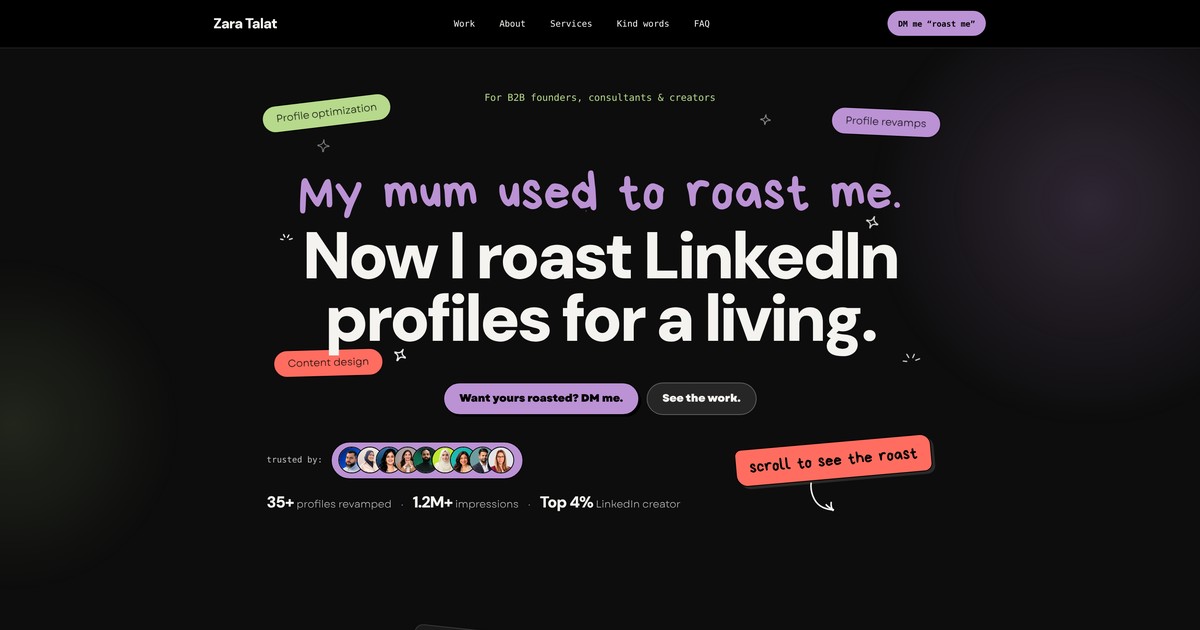 Zara Talat
Work
About
Services
Kind words
FAQ
DM me “roast me”
For B2B founders, consultants & creators
Profile optimization
Profile revamps
My mum used to roast me.
Now I roast LinkedIn
profiles for a living.
Content design
Want yours roasted? DM me.
See the work.
trusted by:
scroll to see the roast
35+ profiles revamped · 1.2M+ impressions · Top 4% LinkedIn creator